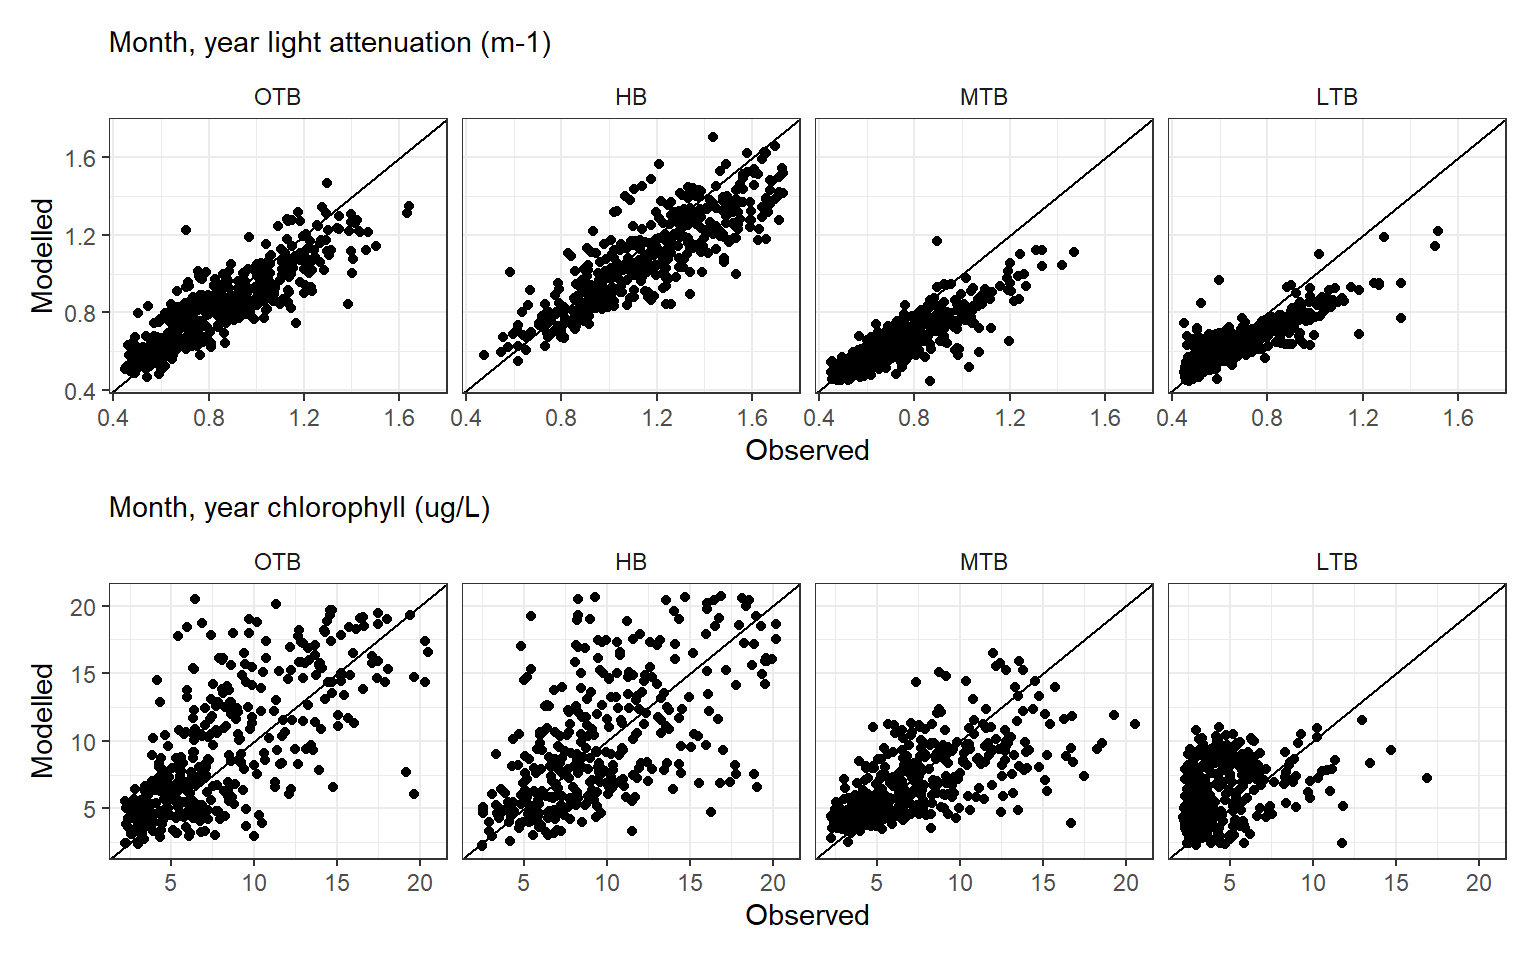 Month, year light attenuation (m-1)
OTB HB MTB LTB
Modelled
1.6
1.2
0.8
0.4
0.4 0.8 1.2 1.6 0.4 0.8 1.2 1.6 0.4 0.8 1.2 1.6 0.4 0.8 1.2 1.6
Observed
Month, year chlorophyll (ug/L)
OTB HB MTB LTB
Modelled
20
15
10
5
5 10 15 20 5 10 15 20 5 10 15 20 5 10 15 20
Observed